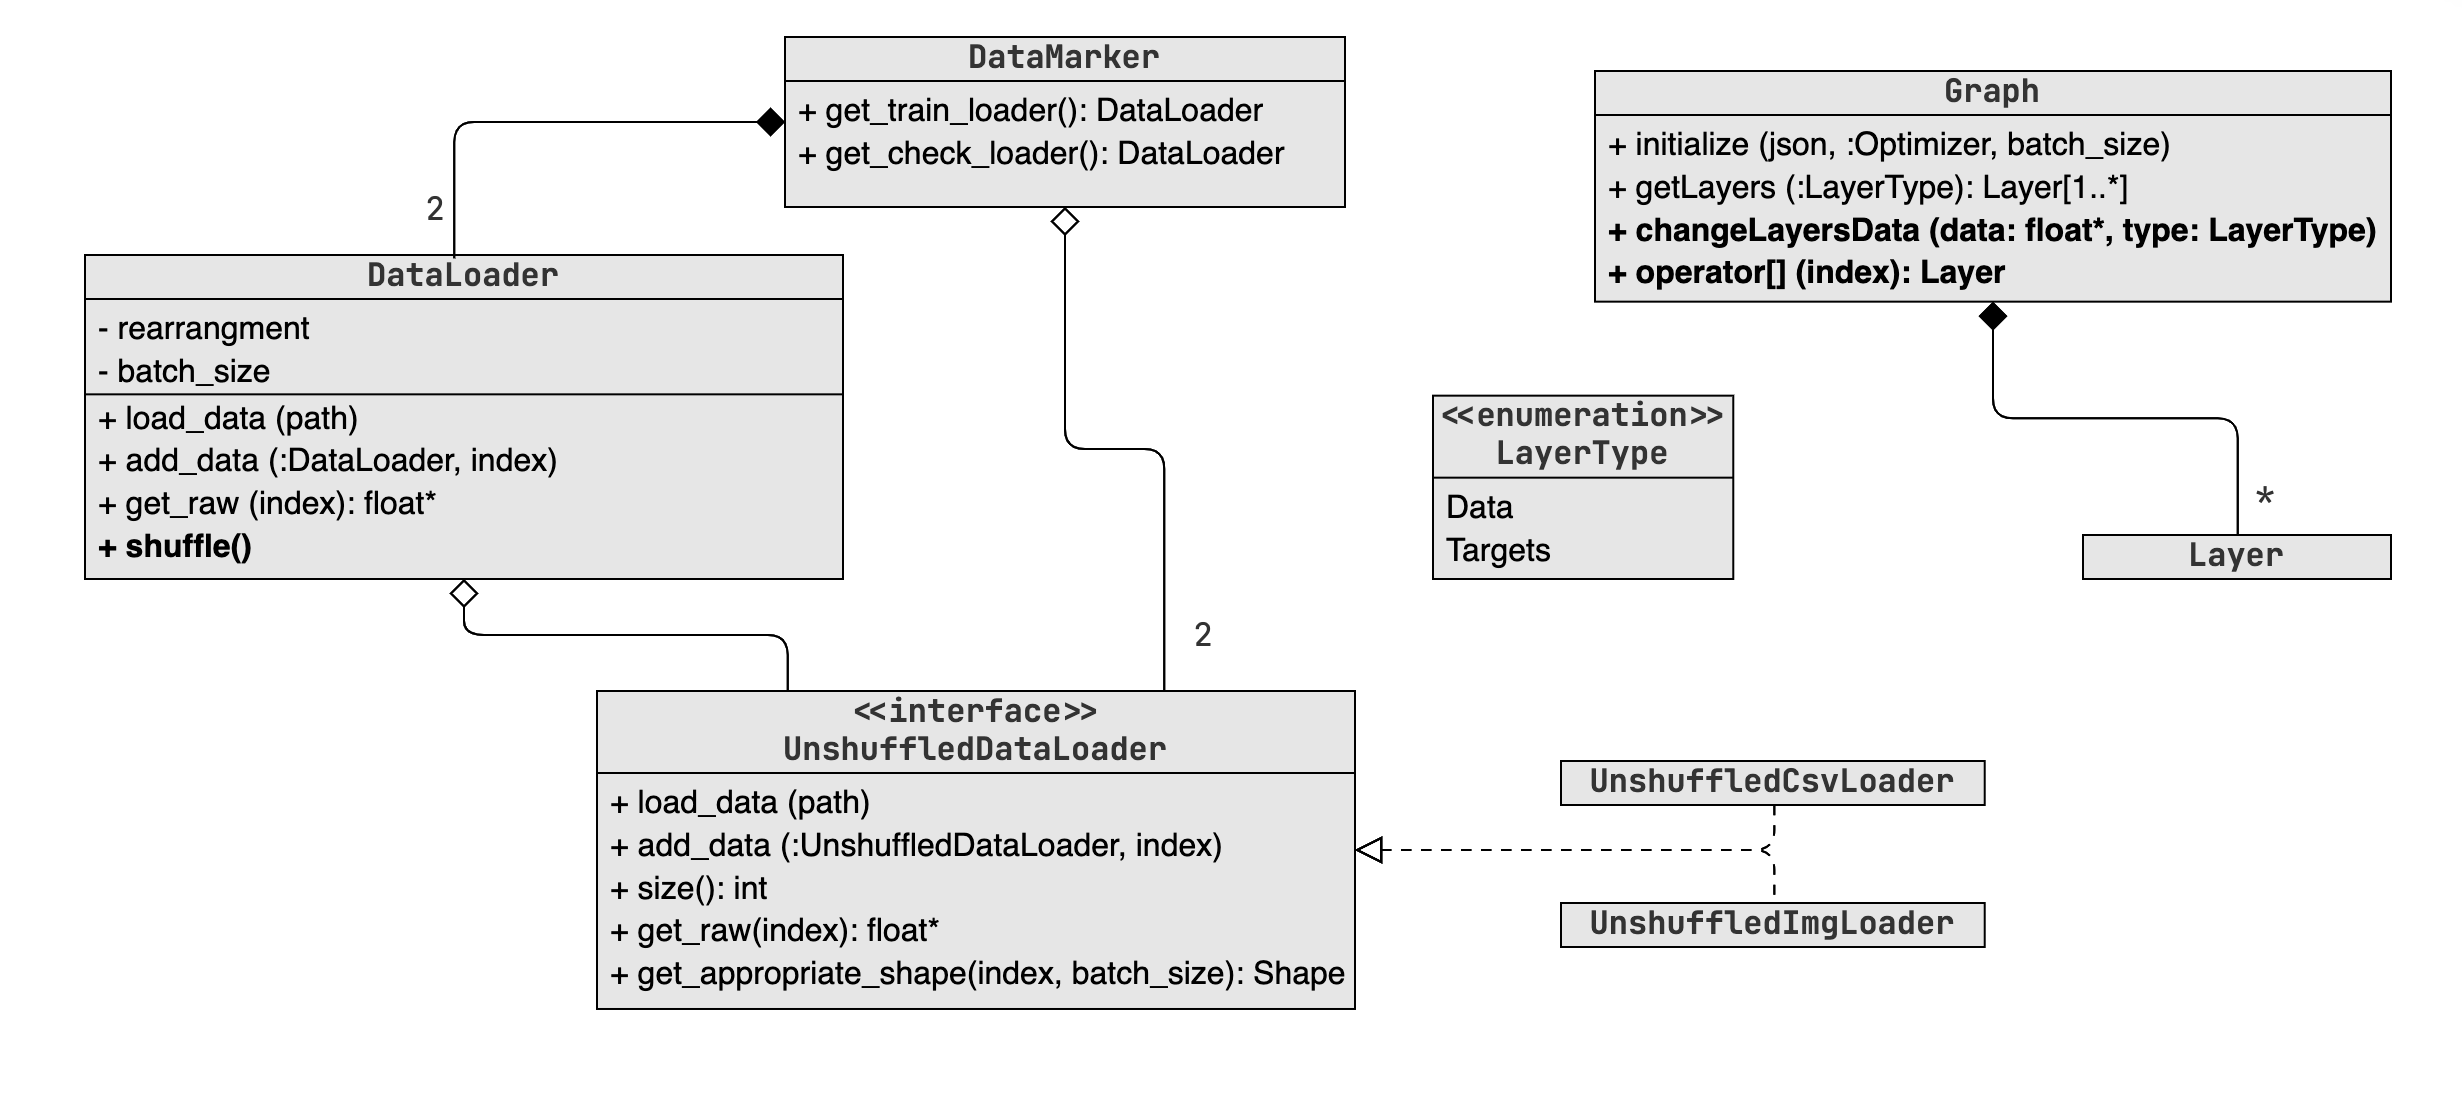 DataMarker
+ get_train_loader(): DataLoader
+ get_check_loader(): DataLoader
2
DataLoader
- rearrangment
- batch_size
+ load_data (path)
+ add_data (:DataLoader, index)
+ get_raw (index): float*
+ shuffle()
Graph
+ initialize (json, :Optimizer, batch_size)
+ getLayers (:LayerType): Layer[1..*]
+ changeLayersData (data: float*, type: LayerType)
+ operator[] (index): Layer
<<enumeration>>
LayerType
Data
Targets
*
Layer
2
<<interface>>
UnshuffledDataLoader
+ load_data (path)
+ add_data (:UnshuffledDataLoader, index)
+ size(): int
+ get_raw(index): float*
+ get_appropriate_shape(index, batch_size): Shape
UnshuffledCsvLoader
UnshuffledImgLoader